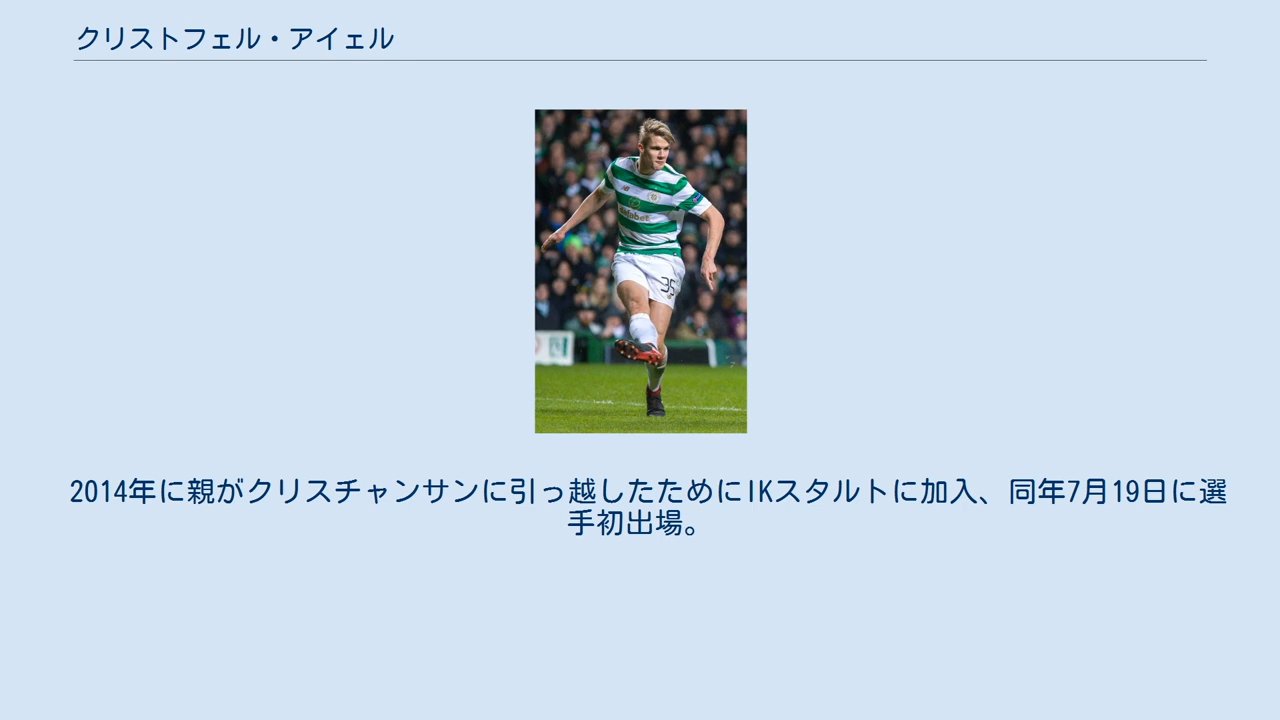 クリストフェル・アイェル
dafabet
35
2014年に親がクリスチャンサンに引っ越したためにIKスタルトに加入、同年7月19日に選
手初出場。